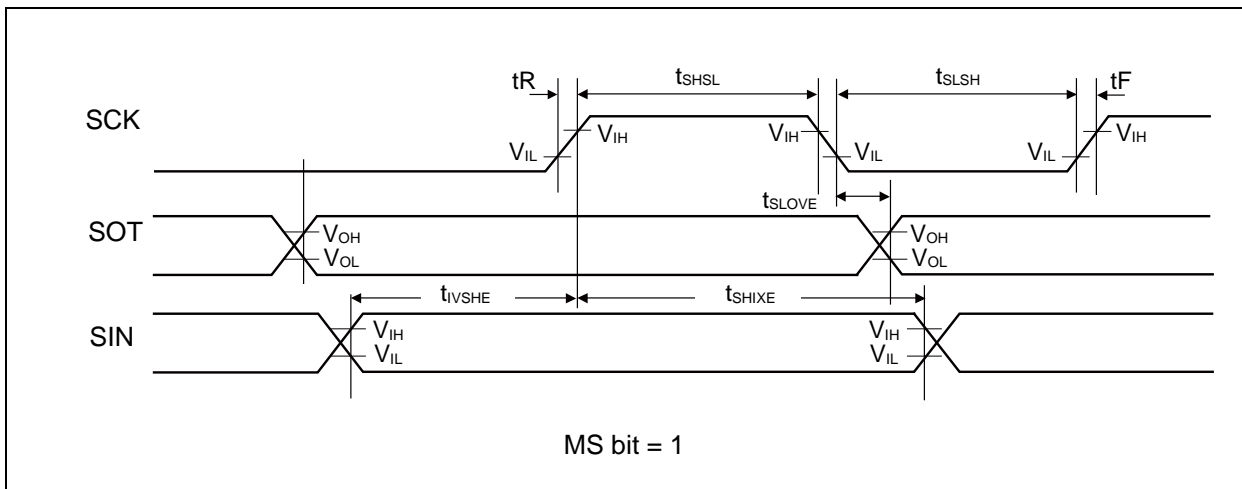 tR tSHSL tSLSH tF
SCK
VIH VIH VIH
VIL VIL VIL
tSLOVE
SOT
VOH VOH
VOL VOL
tIVSHE tSHIXE
SIN
VIH VIH
VIL VIL
MS bit = 1